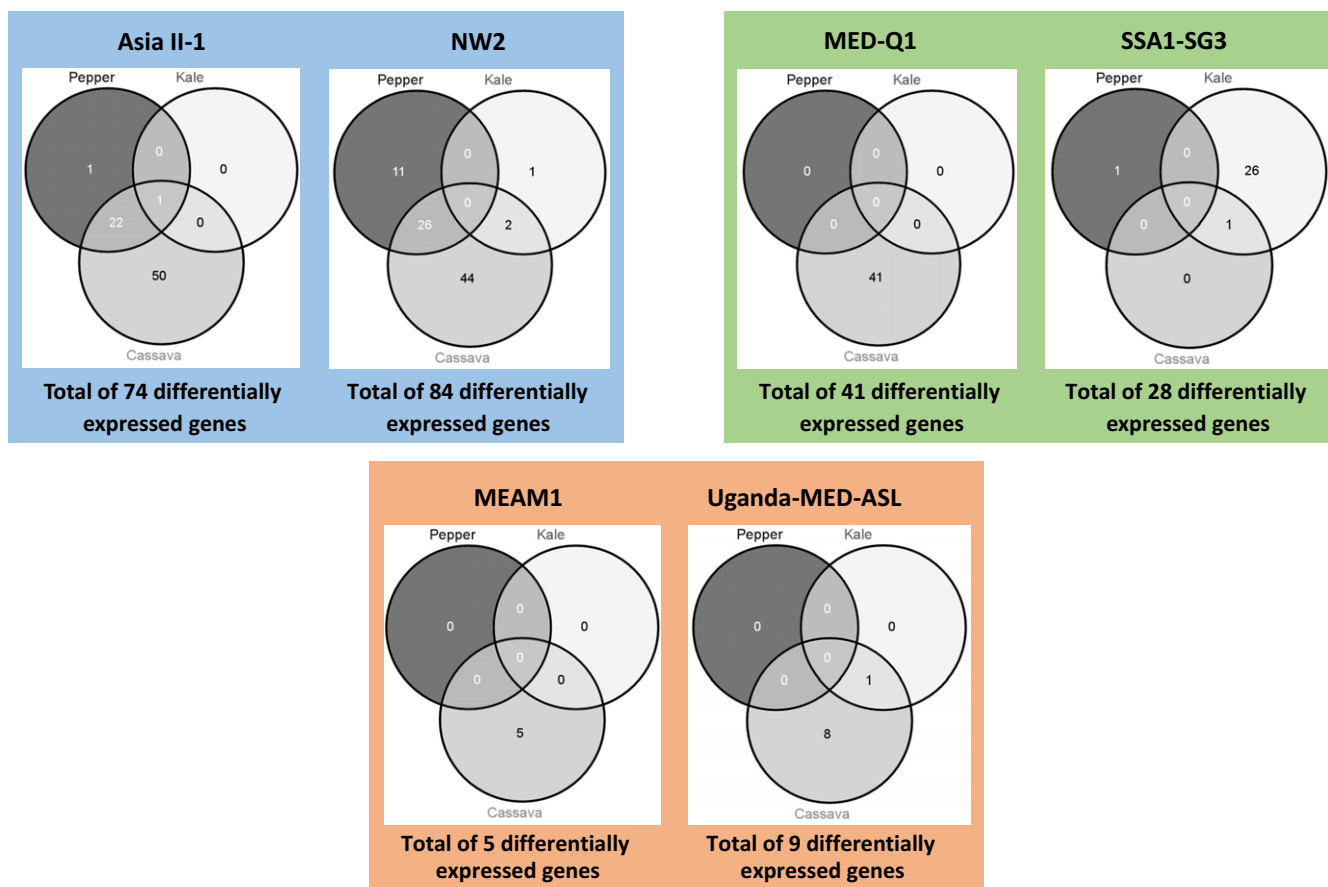 Asia II-1
NW2
Pepper Kale
1
0
0
1
22
0
50
Cassava
Pepper Kale
11
0
1
0
26
2
44
Cassava
Total of 74 differentially
expressed genes
Total of 84 differentially
expressed genes
MED-Q1
SSA1-SG3
Pepper Kale
0
0
0
0
0
0
41
Cassava
Pepper Kale
1
0
26
0
0
1
0
Cassava
Total of 41 differentially
expressed genes
Total of 28 differentially
expressed genes
MEAM1
Uganda-MED-ASL
Pepper Kale
0
0
0
0
0
0
5
Cassava
Pepper Kale
0
0
0
0
0
1
8
Cassava
Total of 5 differentially
expressed genes
Total of 9 differentially
expressed genes